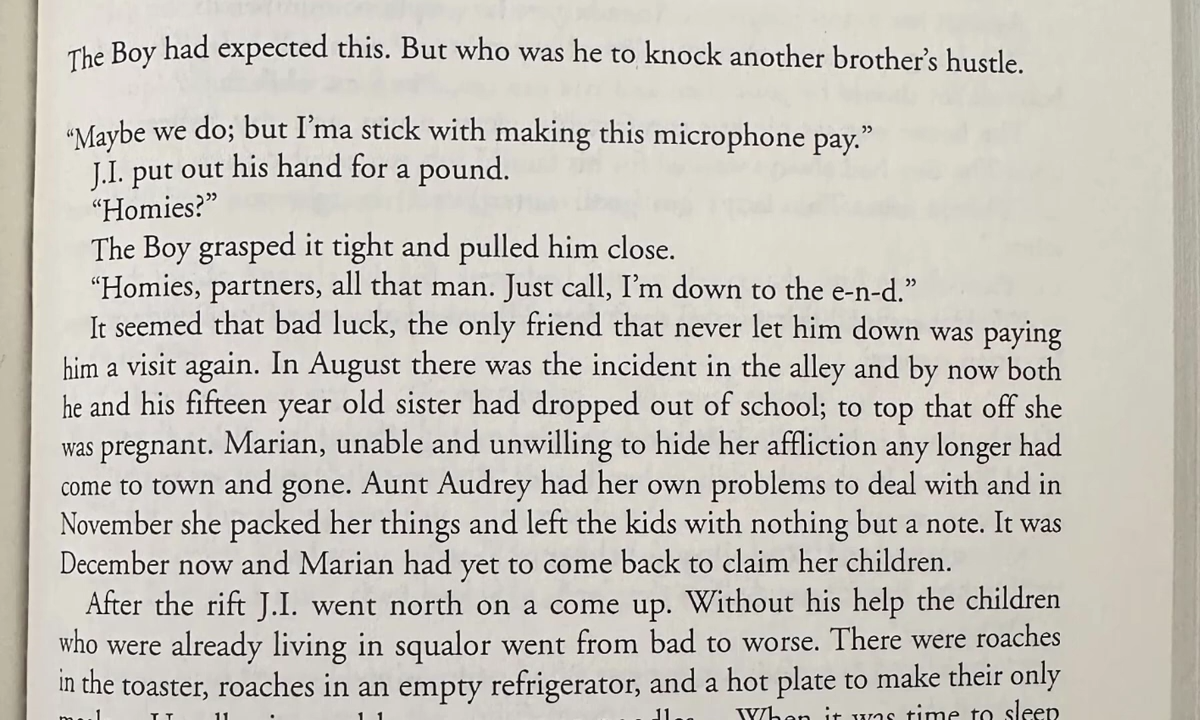 The Boy had expected this. But who was he to knock another brother’s hustle.
“Maybe we do; but I’ma stick with making this microphone pay.”
J.I. put out his hand for a pound.
“Homies?”
The Boy grasped it tight and pulled him close.
“Homies, partners, all that man. Just call, I’m down to the e-n-d.”
It seemed that bad luck, the only friend that never let him down was paying
him a visit again. In August there was the incident in the alley and by now both
he and his fifteen year old sister had dropped out of school; to top that off she
was pregnant. Marian, unable and unwilling to hide her affliction any longer had
come to town and gone. Aunt Audrey had her own problems to deal with and in
November she packed her things and left the kids with nothing but a note. It was
December now and Marian had yet to come back to claim her children.
After the rift J.I. went north on a come up. Without his help the children
who were already living in squalor went from bad to worse. There were roaches
in the toaster, roaches in an empty refrigerator, and a hot plate to make their only
When it was time to sleep